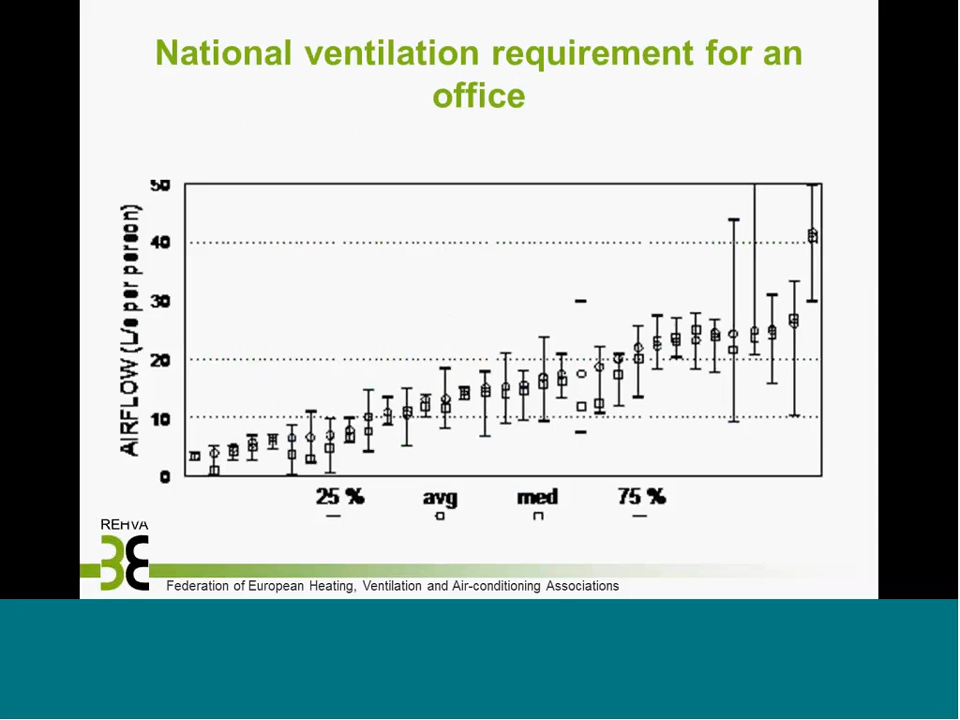 National ventilation requirement for an
office
AIRFLOW (L/s per person)
50
40
30
20
10
0
25 % avg med 75 %
REHVA
Federation of European Heating, Ventilation and Air-conditioning Associations